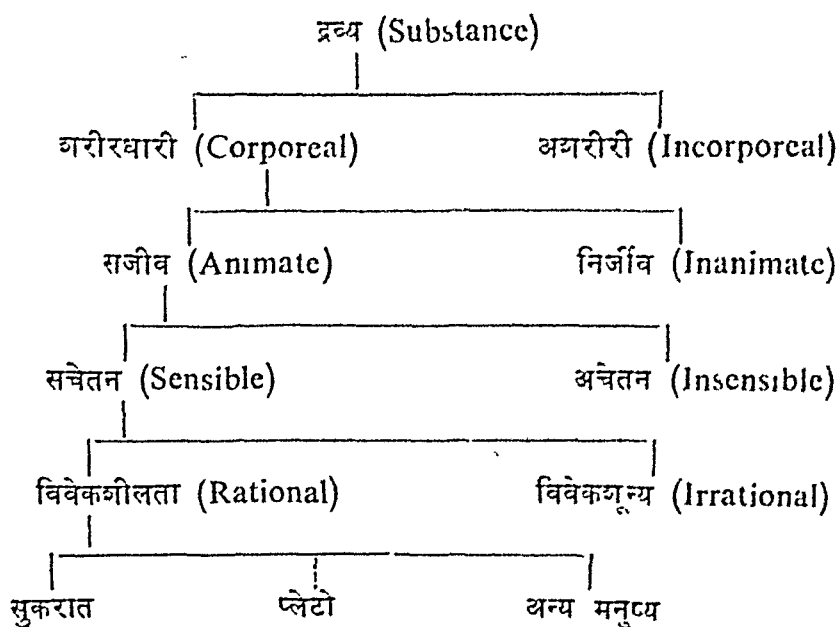 द्रव्य (Substance)
शरीरधारी (Corporeal) अशरीरी (Incorporeal)
सजीव (Animate) निर्जीव (Inanimate)
सचेतन (Sensible) अचेतन (Insensible)
विवेकशीलता (Rational) विवेकशून्य (Irrational)
सुकरात प्लेटो अन्य मनुष्य